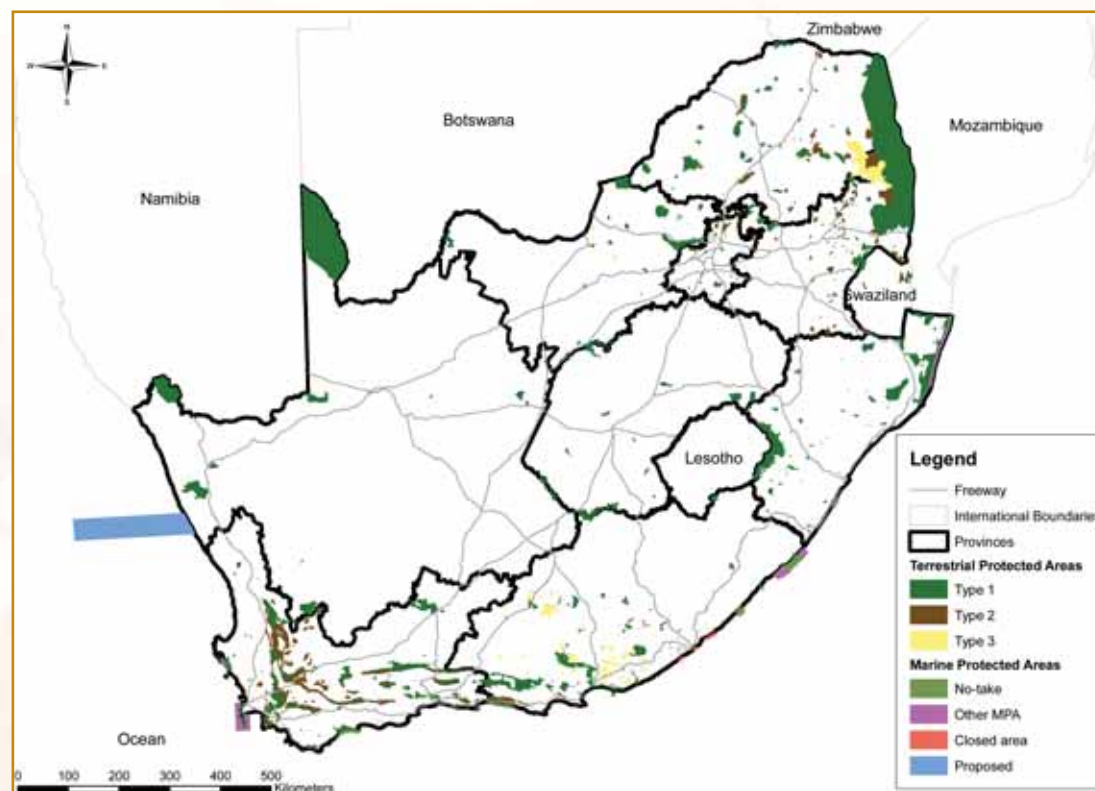 N
W E
S
Zimbabwe
Botswana
Mozambique
Namibia
Swaziland
Lesotho
Ocean
0 100 200 300 400 500
Kilometers
Legend
Freeway
International Boundaries
Provinces
Terrestrial Protected Areas
Type 1
Type 2
Type 3
Marine Protected Areas
No-take
Other MPA
Closed area
Proposed